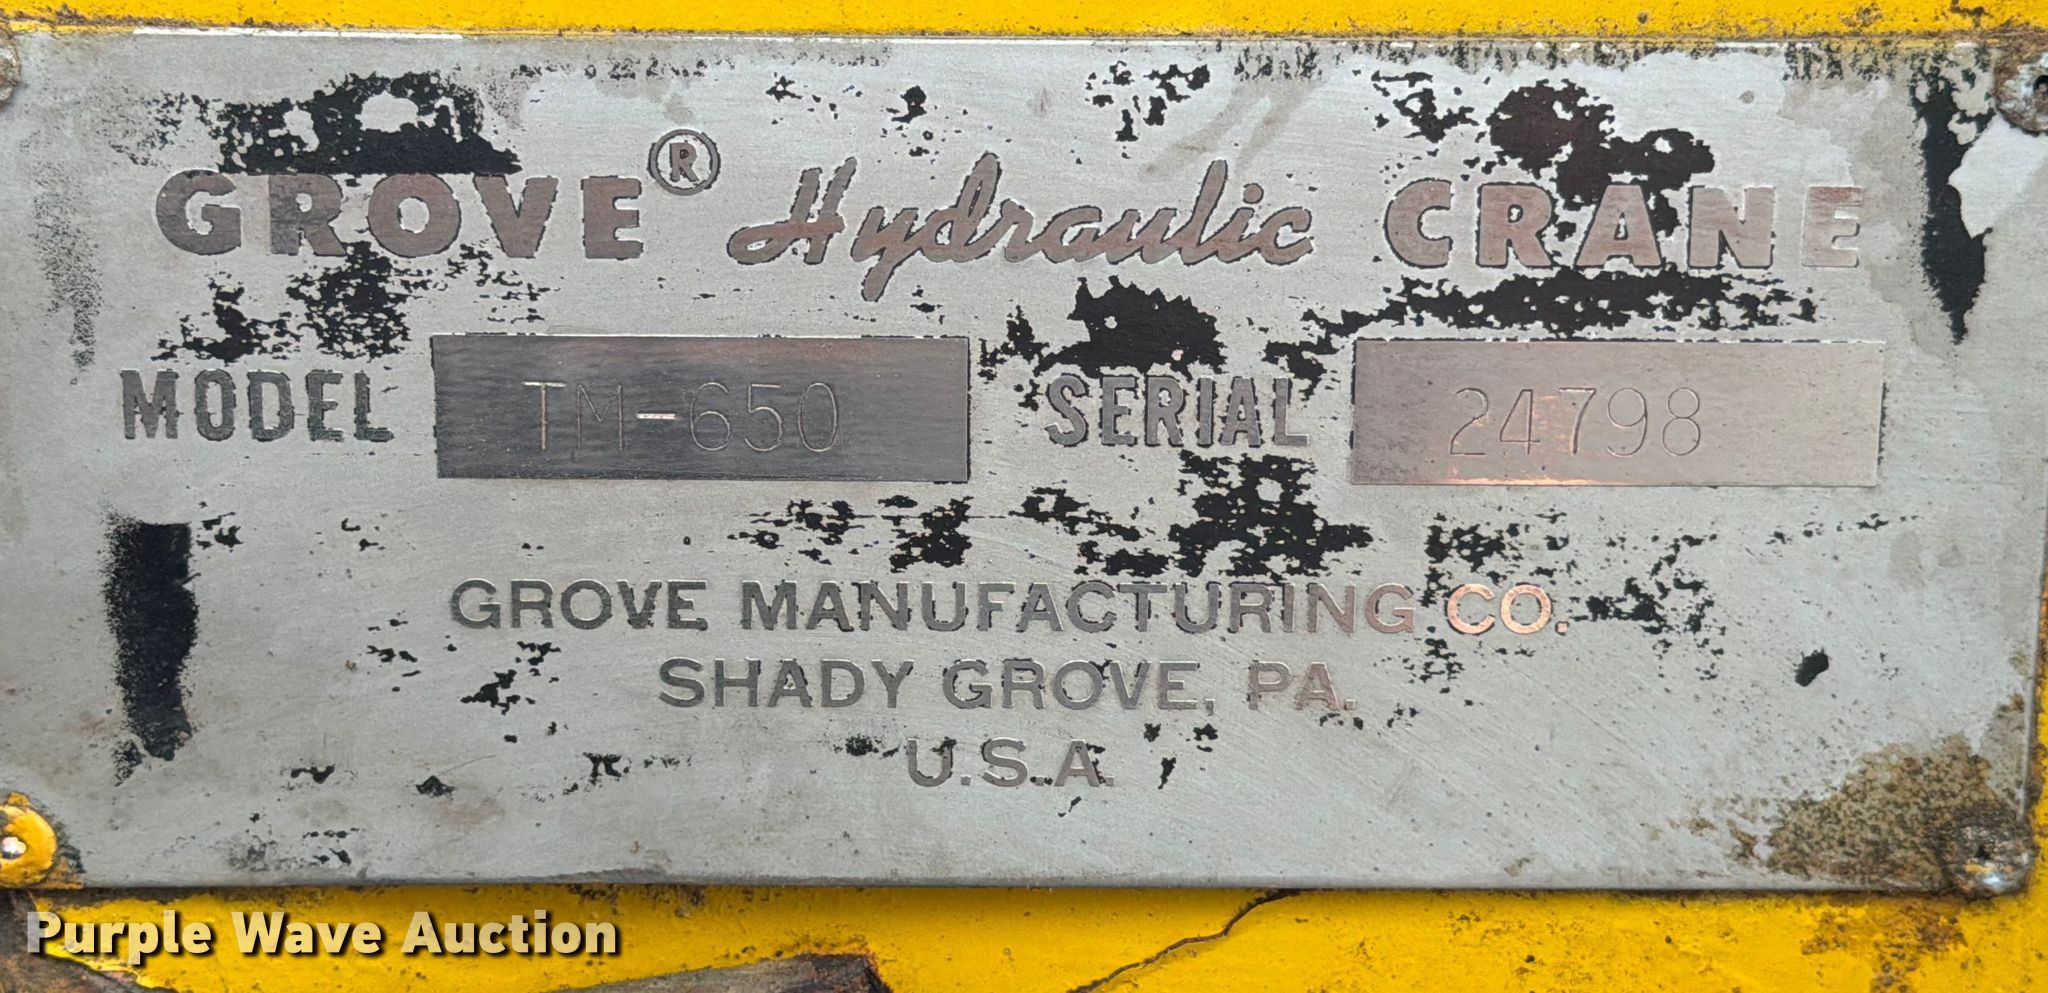 GROVE® Hydraulic CRANE
MODEL TM-650 SERIAL 24798
GROVE MANUFACTURING CO.
SHADY GROVE, PA.
U.S.A.
Purple Wave Auction